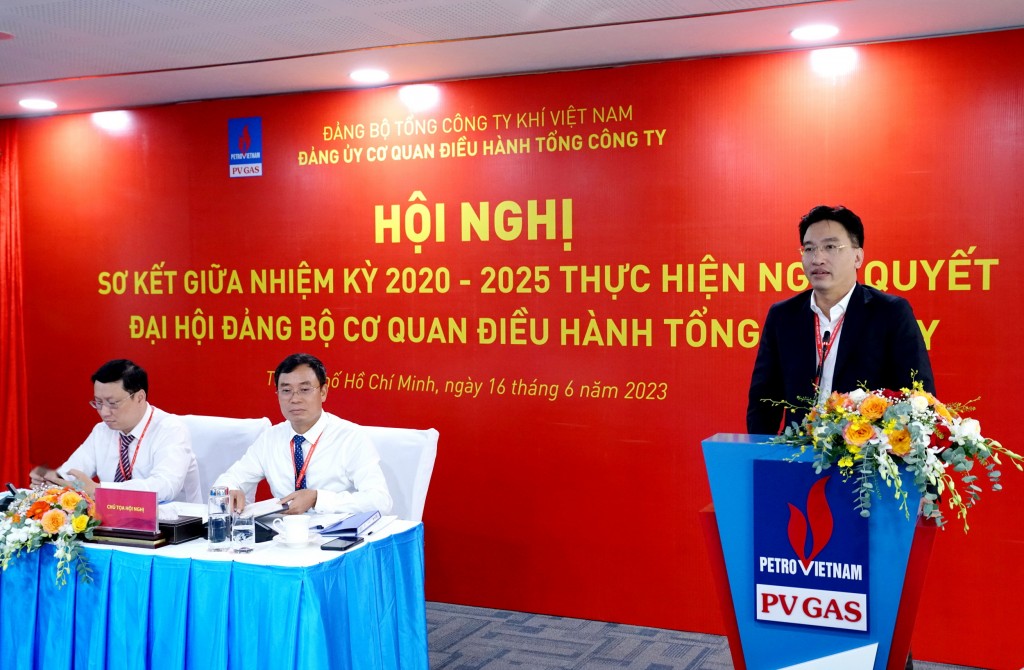 ĐẢNG BỘ TỔNG CÔNG TY KHÍ VIỆT NAM
ĐẢNG ỦY CƠ QUAN ĐIỀU HÀNH TỔNG CÔNG TY
PETROVIETNAM
PV GAS
HỘI NGHỊ
SƠ KẾT GIỮA NHIỆM KỲ 2020 - 2025 THỰC HIỆN QUYẾT
ĐẠI HỘI ĐẢNG BỘ CƠ QUAN ĐIỀU HÀNH TỔNG
Hồ Chí Minh, ngày 16 tháng 6 năm 2023
CHỦ TỌA HỘI NGHỊ
PETROVIETNAM
PV GAS